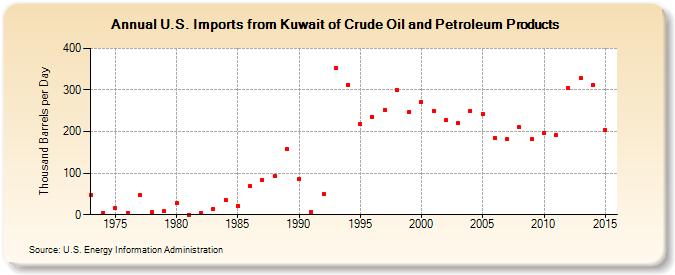 Annual U.S. Imports from Kuwait of Crude Oil and Petroleum Products
Thousand Barrels per Day
400
300
200
100
0
1975 1980 1985 1990 1995 2000 2005 2010 2015
Source: U.S. Energy Information Administration